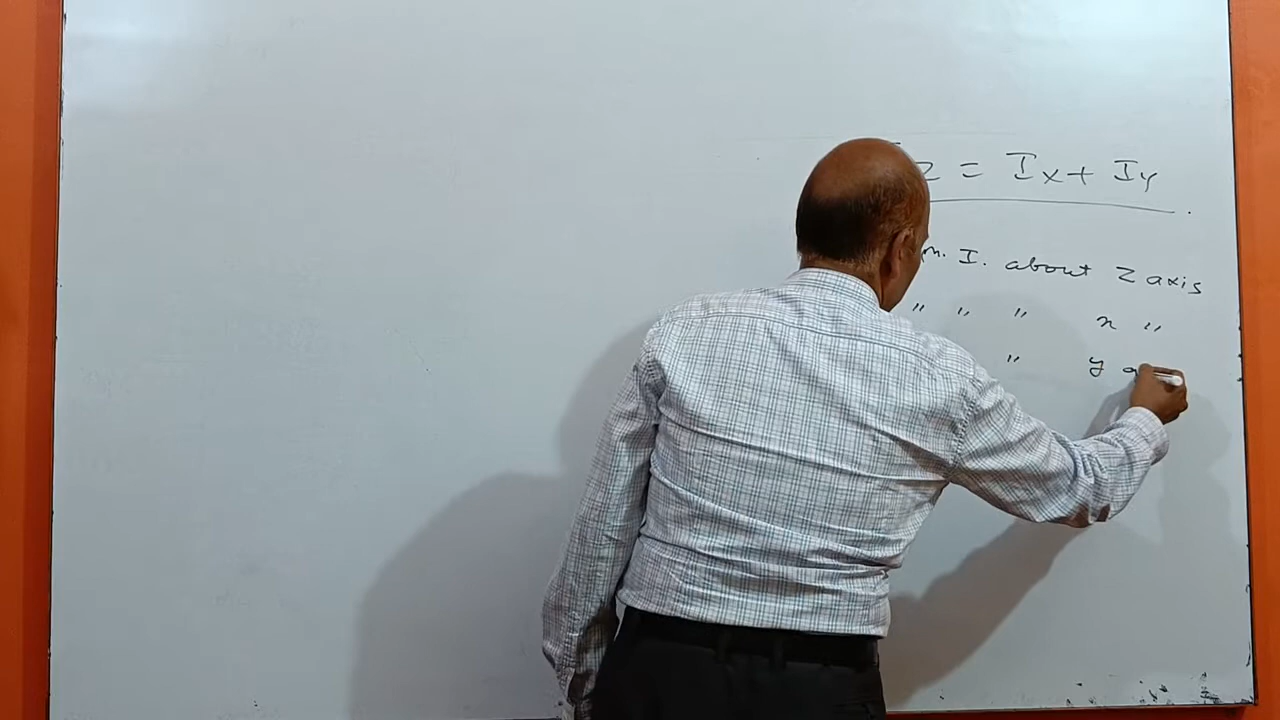 z = Ix + Iy
m. I. about Z axis
" " " x "
" y a